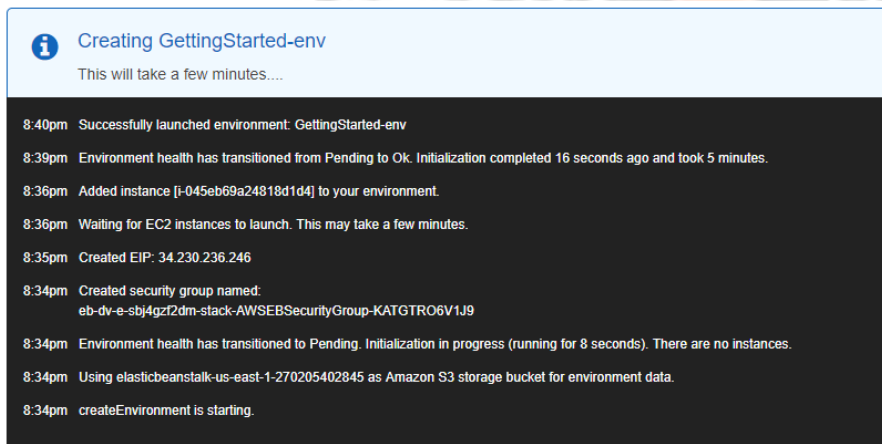 Creating GettingStarted-env
This will take a few minutes....
8:40pm Successfully launched environment: GettingStarted-env
8:39pm Environment health has transitioned from Pending to Ok. Initialization completed 16 seconds ago and took 5 minutes.
8:36pm Added instance [i-045eb69a24818d1d4] to your environment.
8:36pm Waiting for EC2 instances to launch. This may take a few minutes.
8:35pm Created EIP: 34.230.236.246
8:34pm Created security group named:
eb-dv-e-sbj4gzf2dm-stack-AWSEBSecurityGroup-KATGTRO6V1J9
8:34pm Environment health has transitioned to Pending. Initialization in progress (running for 8 seconds). There are no instances.
8:34pm Using elasticbeanstalk-us-east-1-270205402845 as Amazon S3 storage bucket for environment data.
8:34pm createEnvironment is starting.